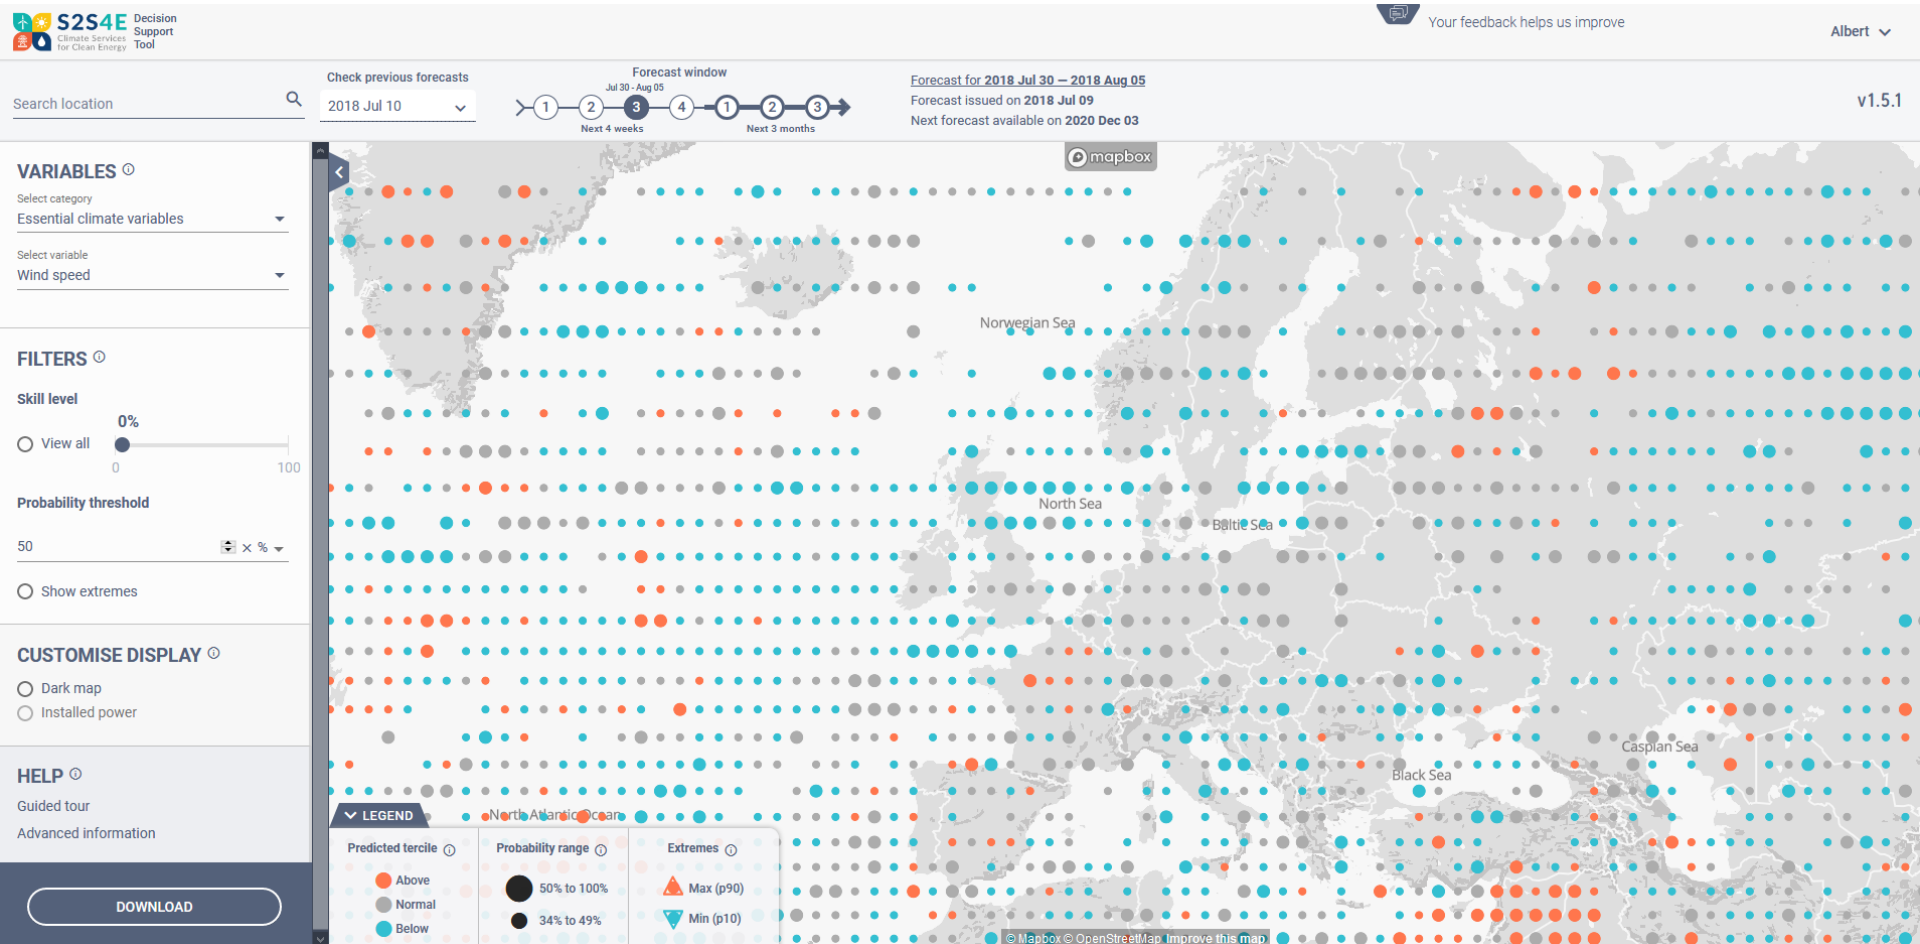 S2S4E
Climate Services
for Clean Energy
Decision
Support
Tool
Your feedback helps us improve
Albert
Search location
Check previous forecasts
2018 Jul 10
Forecast window
Jul 30 - Aug 05
1
2
3
4
1
2
3
Next 4 weeks
Next 3 months
Forecast for 2018 Jul 30 — 2018 Aug 05
Forecast issued on 2018 Jul 09
Next forecast available on 2020 Dec 03
v1.5.1
VARIABLES
Select category
Essential climate variables
Select variable
Wind speed
FILTERS
Skill level
0%
View all
0
100
Probability threshold
50
× %
Show extremes
CUSTOMISE DISPLAY
Dark map
Installed power
HELP
Guided tour
Advanced information
DOWNLOAD
mapbox
Norwegian Sea
North Sea
Baltic Sea
Caspian Sea
Black Sea
North Atlantic Ocean
LEGEND
Predicted tercile
Above
Normal
Below
Probability range
50% to 100%
34% to 49%
Extremes
Max (p90)
Min (p10)
© Mapbox © OpenStreetMap Improve this map